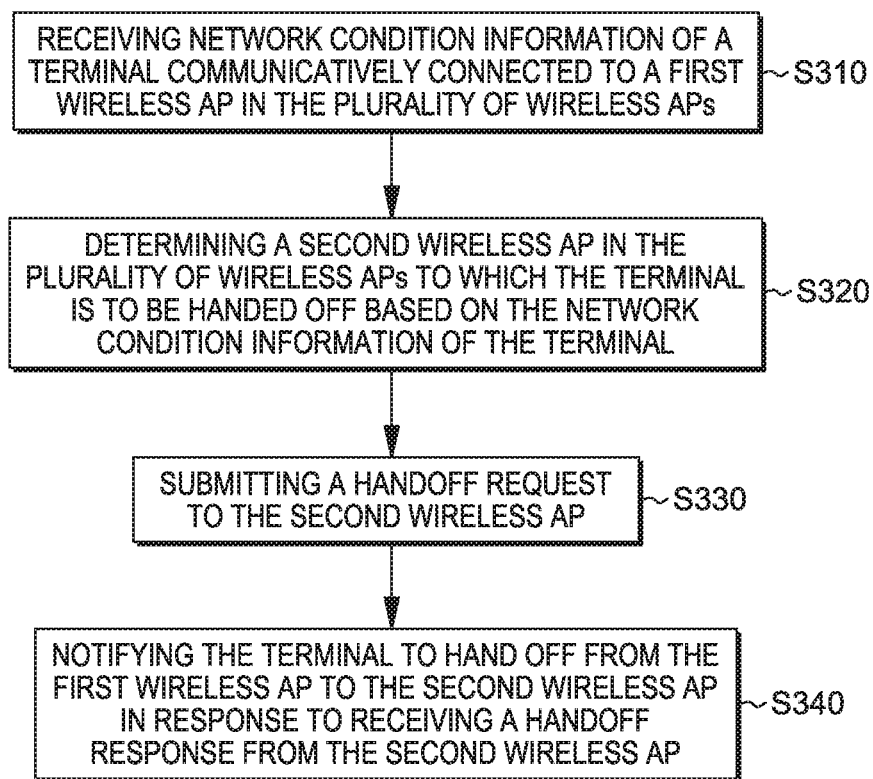 RECEIVING NETWORK CONDITION INFORMATION OF A
TERMINAL COMMUNICATIVELY CONNECTED TO A FIRST
WIRELESS AP IN THE PLURALITY OF WIRELESS APs
S310
DETERMINING A SECOND WIRELESS AP IN THE
PLURALITY OF WIRELESS APs TO WHICH THE TERMINAL
IS TO BE HANDED OFF BASED ON THE NETWORK
CONDITION INFORMATION OF THE TERMINAL
S320
SUBMITTING A HANDOFF REQUEST
TO THE SECOND WIRELESS AP
S330
NOTIFYING THE TERMINAL TO HAND OFF FROM THE
FIRST WIRELESS AP TO THE SECOND WIRELESS AP
IN RESPONSE TO RECEIVING A HANDOFF
RESPONSE FROM THE SECOND WIRELESS AP
S340